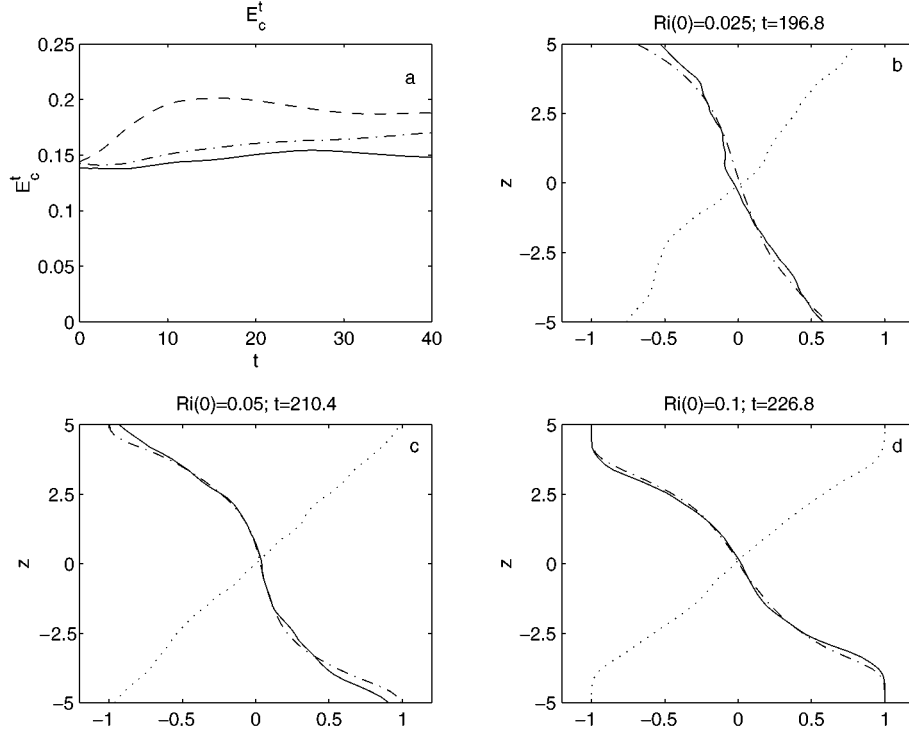 E_c^t
a
0.25
0.2
0.15
0.1
0.05
0
E_c^t
0 10 20 30 40
t
Ri(0)=0.025; t=196.8
b
5
2.5
0
−2.5
−5
z
−1 −0.5 0 0.5 1
Ri(0)=0.05; t=210.4
c
5
2.5
0
−2.5
−5
z
−1 −0.5 0 0.5 1
Ri(0)=0.1; t=226.8
d
5
2.5
0
−2.5
−5
z
−1 −0.5 0 0.5 1